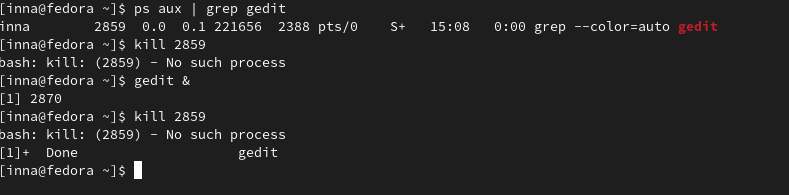 [inna@fedora ~]$ ps aux | grep gedit
inna        2859  0.0  0.1 221656  2388 pts/0    S+   15:08   0:00 grep --color=auto gedit
[inna@fedora ~]$ kill 2859
bash: kill: (2859) - No such process
[inna@fedora ~]$ gedit &
[1] 2870
[inna@fedora ~]$ kill 2859
bash: kill: (2859) - No such process
[1]+  Done                    gedit
[inna@fedora ~]$